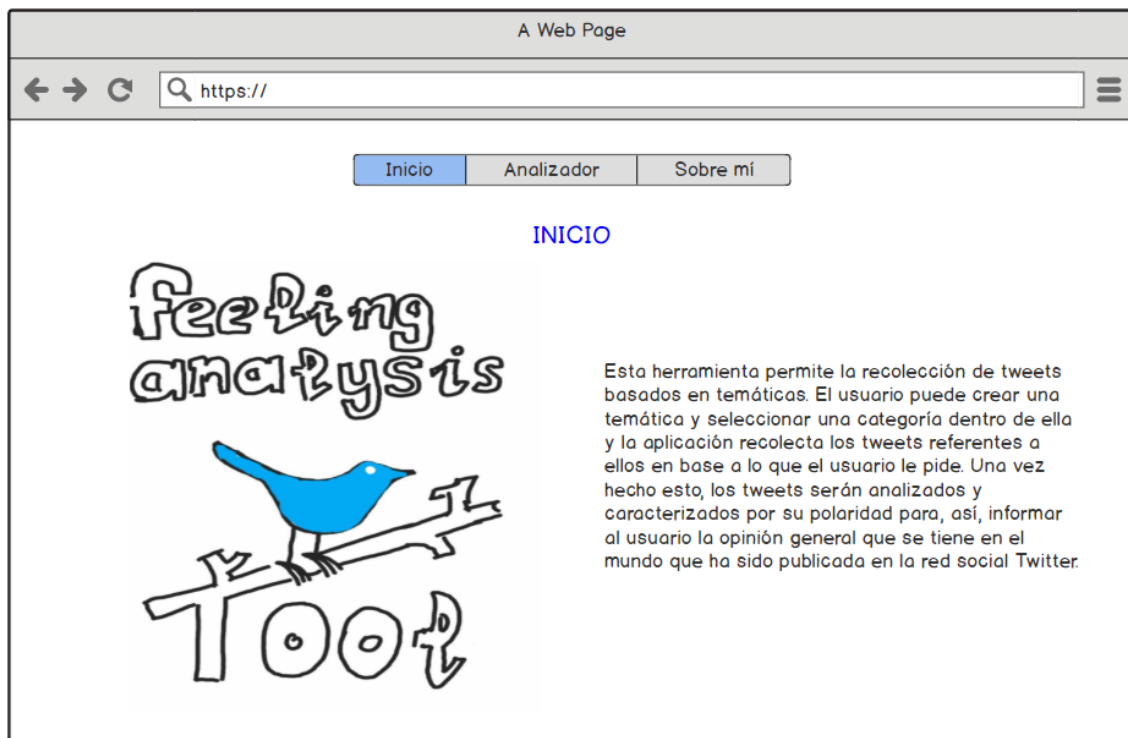 A Web Page
https://
Inicio Analizador Sobre mí
INICIO
feeling
analysis
Tool
Esta herramienta permite la recolección de tweets
basados en temáticas. El usuario puede crear una
temática y seleccionar una categoría dentro de ella
y la aplicación recolecta los tweets referentes a
ellos en base a lo que el usuario le pide. Una vez
hecho esto, los tweets serán analizados y
caracterizados por su polaridad para, así, informar
al usuario la opinión general que se tiene en el
mundo que ha sido publicada en la red social Twitter.